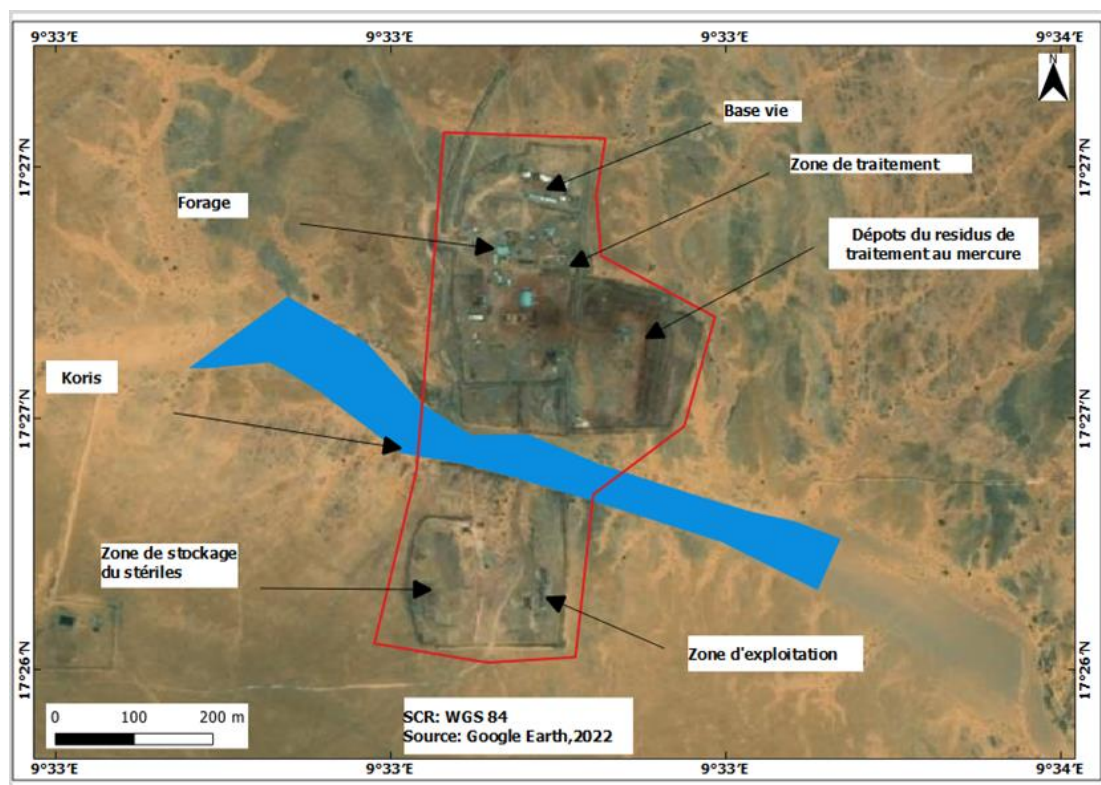 9°33′E 9°33′E 9°33′E 9°34′E
N
Base vie
17°27′N 17°27′N
Zone de traitement
Forage
Dépots du residus de
traitement au mercure
Koris
17°27′N 17°27′N
Zone de stockage
du stériles
Zone d'exploitation
17°26′N 17°26′N
0 100 200 m
SCR: WGS 84
Source: Google Earth,2022
9°33′E 9°33′E 9°33′E 9°34′E